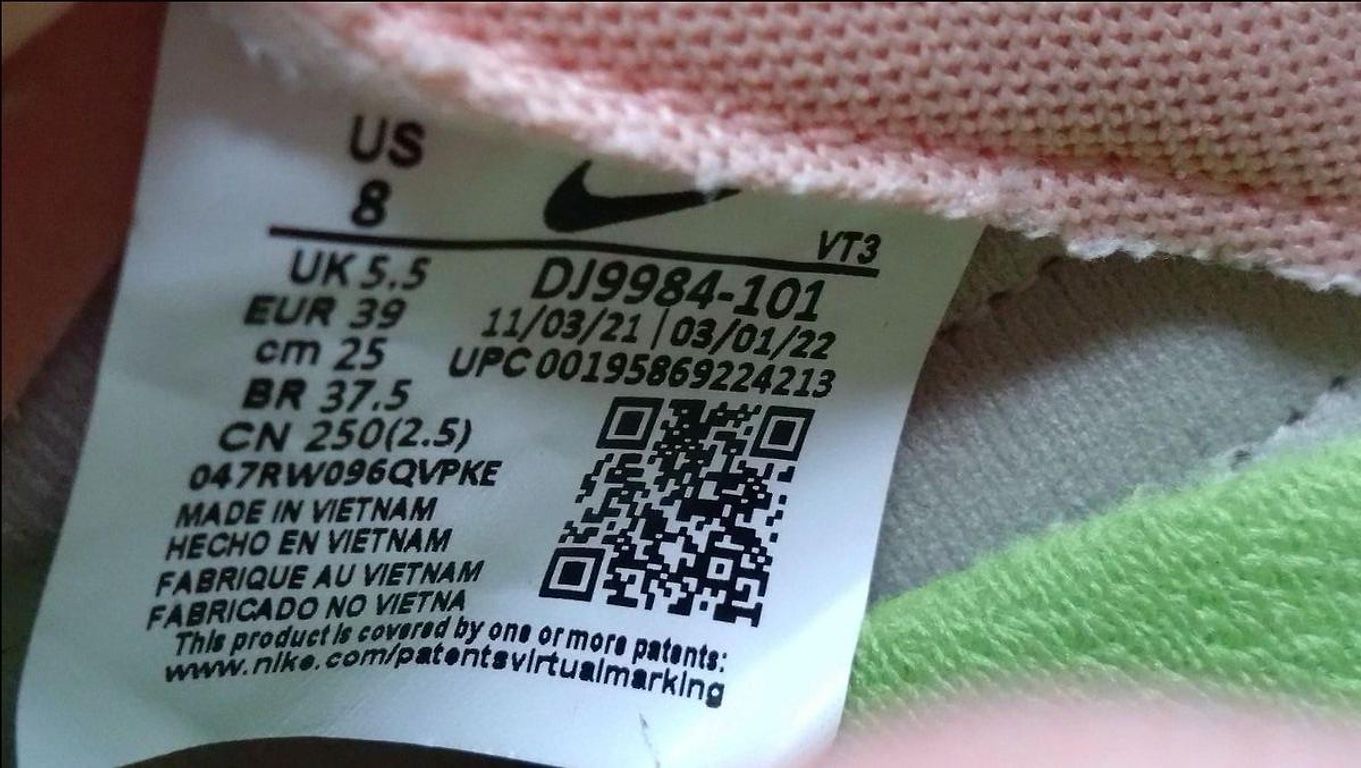 US
8
VT3
UK 5.5
DJ9984-101
EUR 39
11/03/21 | 03/01/22
cm 25
UPC 00195869224213
BR 37.5
CN 250(2.5)
047RW096QVPKE
MADE IN VIETNAM
HECHO EN VIETNAM
FABRIQUE AU VIETNAM
FABRICADO NO VIETNA
This product is covered by one or more patents:
www.nike.com/patentsvirtualmarking